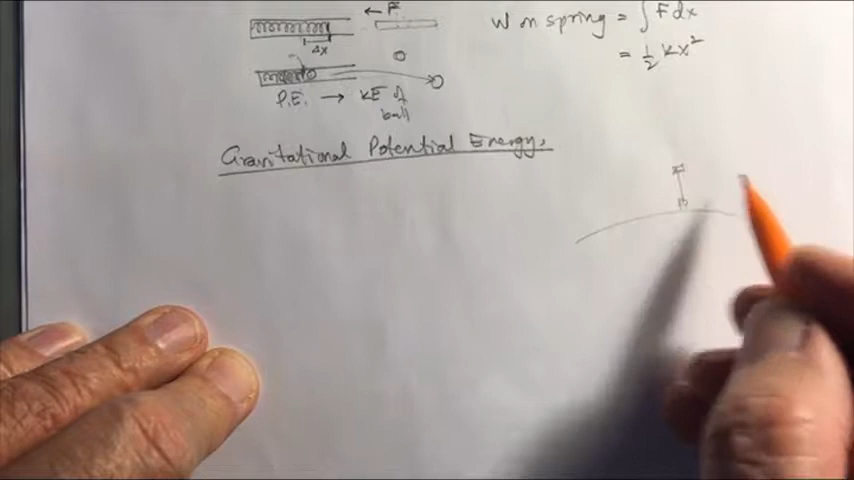 ← F
Δx
W on spring = ∫ F dx
= 1/2 kx²
P.E. → KE of
ball
Gravitational Potential Energy.